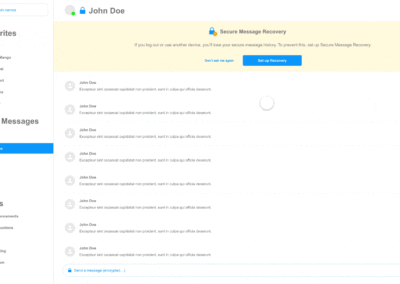 John Doe
Secure Message Recovery
If you log out or use another device, you'll lose your secure message history. To prevent this, set up Secure Message Recovery.
Don't ask me again
Set up Recovery
Messages
John Doe
Excepteur sint occaecat cupidatat non proident, sunt in culpa qui officia deserunt.
John Doe
Excepteur sint occaecat cupidatat non proident, sunt in culpa qui officia deserunt.
John Doe
Excepteur sint occaecat cupidatat non proident, sunt in culpa qui officia deserunt.
John Doe
Excepteur sint occaecat cupidatat non proident, sunt in culpa qui officia deserunt.
John Doe
Excepteur sint occaecat cupidatat non proident, sunt in culpa qui officia deserunt.
John Doe
Excepteur sint occaecat cupidatat non proident, sunt in culpa qui officia deserunt.
John Doe
Excepteur sint occaecat cupidatat non proident, sunt in culpa qui officia deserunt.
John Doe
Excepteur sint occaecat cupidatat non proident, sunt in culpa qui officia deserunt.
Send a message